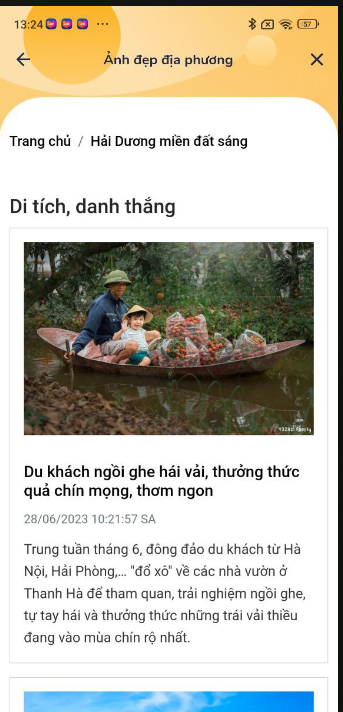 13:24
57
Ảnh đẹp địa phương
Trang chủ / Hải Dương miền đất sáng
Di tích, danh thắng
Du khách ngồi ghe hái vải, thưởng thức
quả chín mọng, thơm ngon
28/06/2023 10:21:57 SA
Trung tuần tháng 6, đông đảo du khách từ Hà
Nội, Hải Phòng,... "đổ xô" về các nhà vườn ở
Thanh Hà để tham quan, trải nghiệm ngồi ghe,
tự tay hái và thưởng thức những trái vải thiều
đang vào mùa chín rộ nhất.